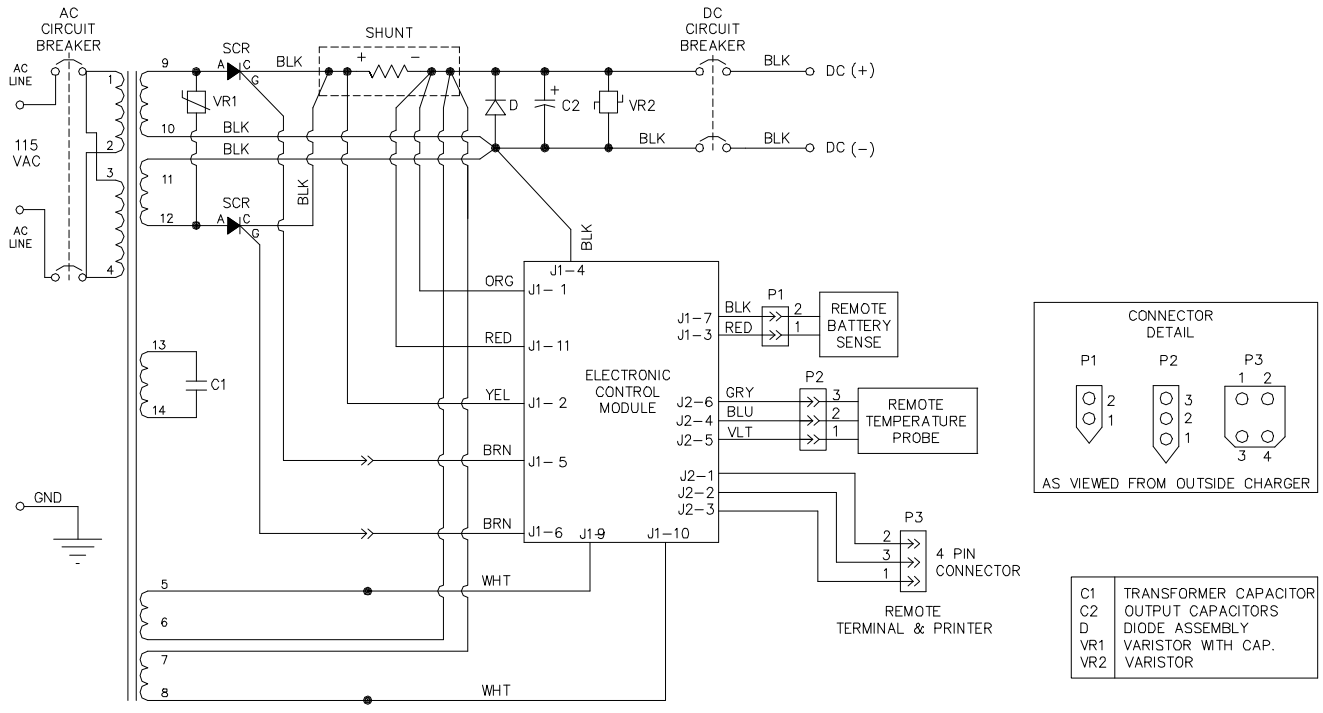 AC
CIRCUIT
BREAKER
AC
LINE
115
VAC
AC
LINE
1
2
3
4
9
10
11
12
13
14
5
6
7
8
VR1
SCR
A
C
G
BLK
BLK
BLK
SCR
A
C
G
BLK
SHUNT
+
−
D
+
C2
VR2
DC
CIRCUIT
BREAKER
BLK
DC (+)
BLK
BLK
DC (−)
BLK
C1
GND
J1-4
ORG
J1- 1
RED
J1-11
YEL
J1- 2
BRN
J1- 5
BRN
J1-6
J1-9
J1-10
WHT
WHT
ELECTRONIC
CONTROL
MODULE
J1-7
BLK
J1-3
RED
P1
2
1
REMOTE
BATTERY
SENSE
P2
J2-6
GRY
3
J2-4
BLU
2
J2-5
VLT
1
REMOTE
TEMPERATURE
PROBE
J2-1
J2-2
J2-3
P3
2
3
1
4 PIN
CONNECTOR
REMOTE
TERMINAL & PRINTER
CONNECTOR
DETAIL
P1
2
1
P2
3
2
1
P3
1 2
3 4
AS VIEWED FROM OUTSIDE CHARGER
C1 TRANSFORMER CAPACITOR
C2 OUTPUT CAPACITORS
D DIODE ASSEMBLY
VR1 VARISTOR WITH CAP.
VR2 VARISTOR